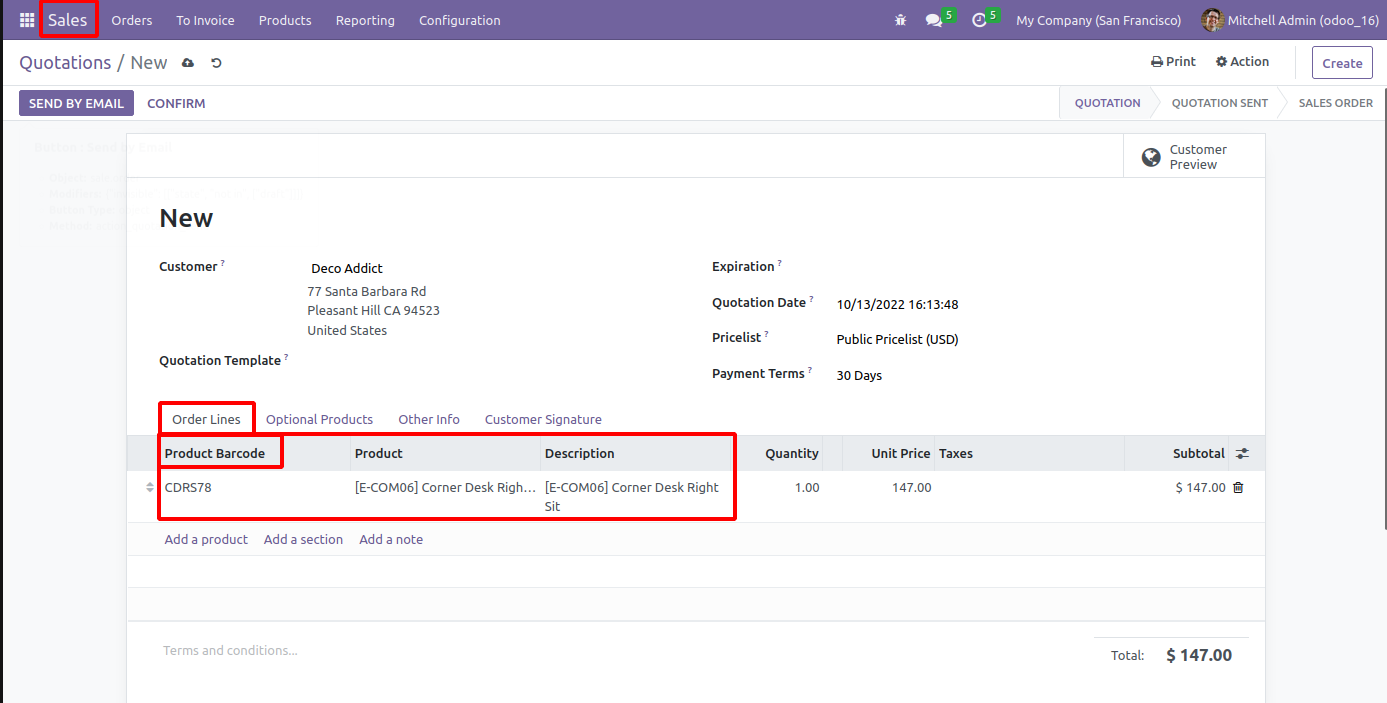 Sales Orders To Invoice Products Reporting Configuration 5 5 My Company (San Francisco) Mitchell Admin (odoo_16)
Quotations / New Print Action Create
SEND BY EMAIL CONFIRM QUOTATION QUOTATION SENT SALES ORDER
Customer
Preview
New
Customer ? Deco Addict Expiration ?
77 Santa Barbara Rd
Quotation Date ? 10/13/2022 16:13:48
Pleasant Hill CA 94523
United States
Pricelist ? Public Pricelist (USD)
Quotation Template ?
Payment Terms ? 30 Days
Order Lines Optional Products Other Info Customer Signature
Product Barcode Product Description Quantity Unit Price Taxes Subtotal
CDRS78 [E-COM06] Corner Desk Righ... [E-COM06] Corner Desk Right 1.00 147.00 $ 147.00
Sit
Add a product Add a section Add a note
Terms and conditions...
Total: $ 147.00